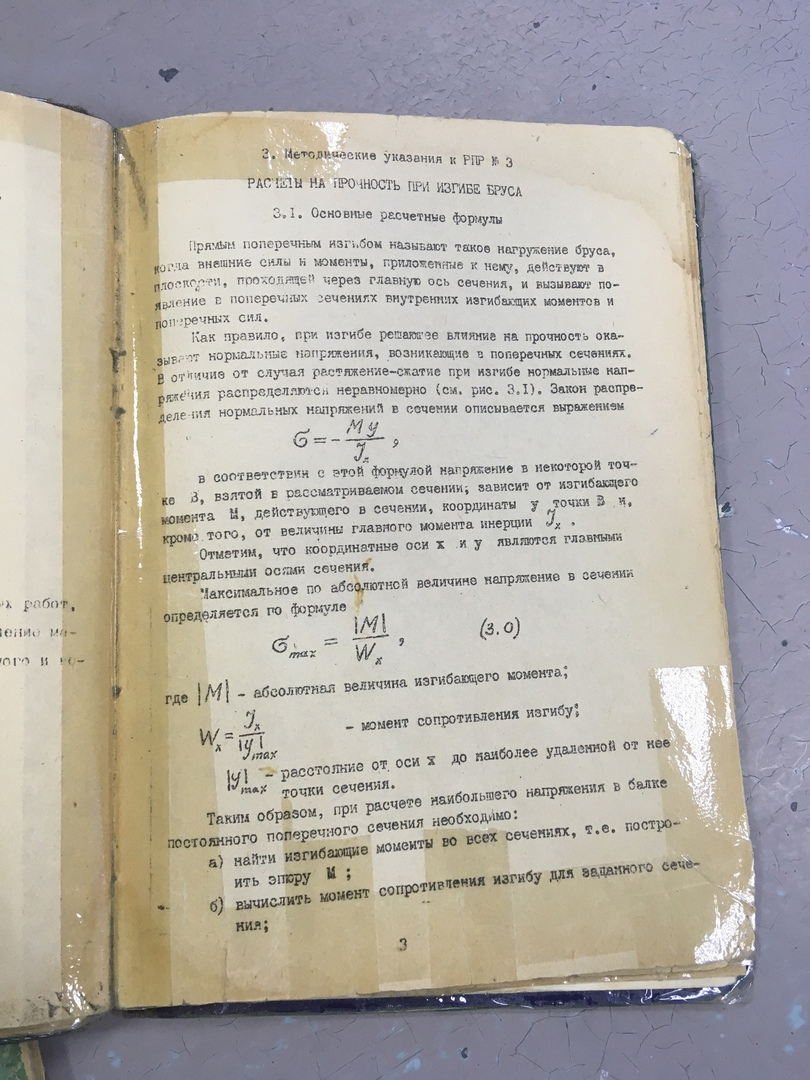 3. Методические указания к РПР № 3
РАСЧЕТЫ НА ПРОЧНОСТЬ ПРИ ИЗГИБЕ БРУСА
3.1. Основные расчетные формулы
Прямым поперечным изгибом называют такое нагружение бруса,
когда внешние силы и моменты, приложенные к нему, действуют в
плоскости, проходящей через главную ось сечения, и вызывают по-
явление в поперечных сечениях внутренних изгибающих моментов и
поперечных сил.
Как правило, при изгибе решающее влияние на прочность ока-
зывают нормальные напряжения, возникающие в поперечных сечениях.
В отличие от случая растяжение-сжатие при изгибе нормальные нап-
ряжения распределяются неравномерно (см. рис. 3.1). Закон распре-
деления нормальных напряжений в сечении описывается выражением
σ = - My / Jx ,
в соответствии с этой формулой напряжение в некоторой точ-
ке B, взятой в рассматриваемом сечении, зависит от изгибающего
момента M, действующего в сечении, координаты y точки B и,
кроме того, от величины главного момента инерции Jx .
Отметим, что координатные оси x и y являются главными
центральными осями сечения.
Максимальное по абсолютной величине напряжение в сечении
определяется по формуле
σmax = |M| / Wx , (3.0)
где |M| - абсолютная величина изгибающего момента;
Wx = Jx / |y|max - момент сопротивления изгибу;
|y|max - расстояние от оси x до наиболее удаленной от нее
точки сечения.
Таким образом, при расчете наибольшего напряжения в балке
постоянного поперечного сечения необходимо:
а) найти изгибающие моменты во всех сечениях, т.е. постро-
ить эпюру M ;
б) вычислить момент сопротивления изгибу для заданного сече-
ния;
3
работ,